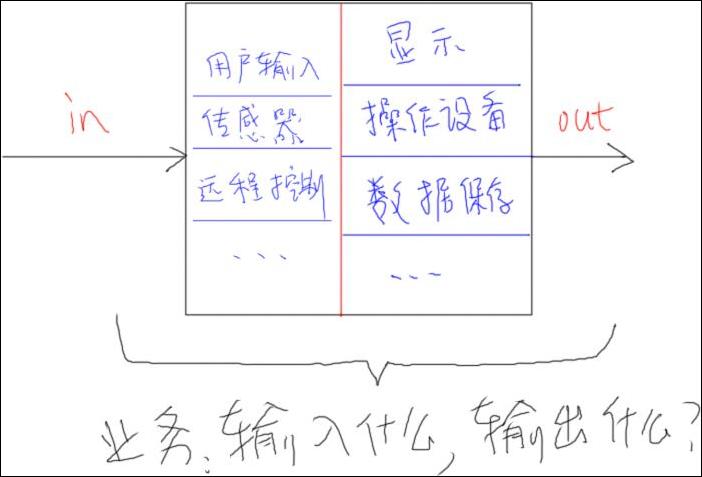 in
用户输入
传感器
远程控制
...
显示
操作设备
数据保存
...
out
业务:输入什么,输出什么?